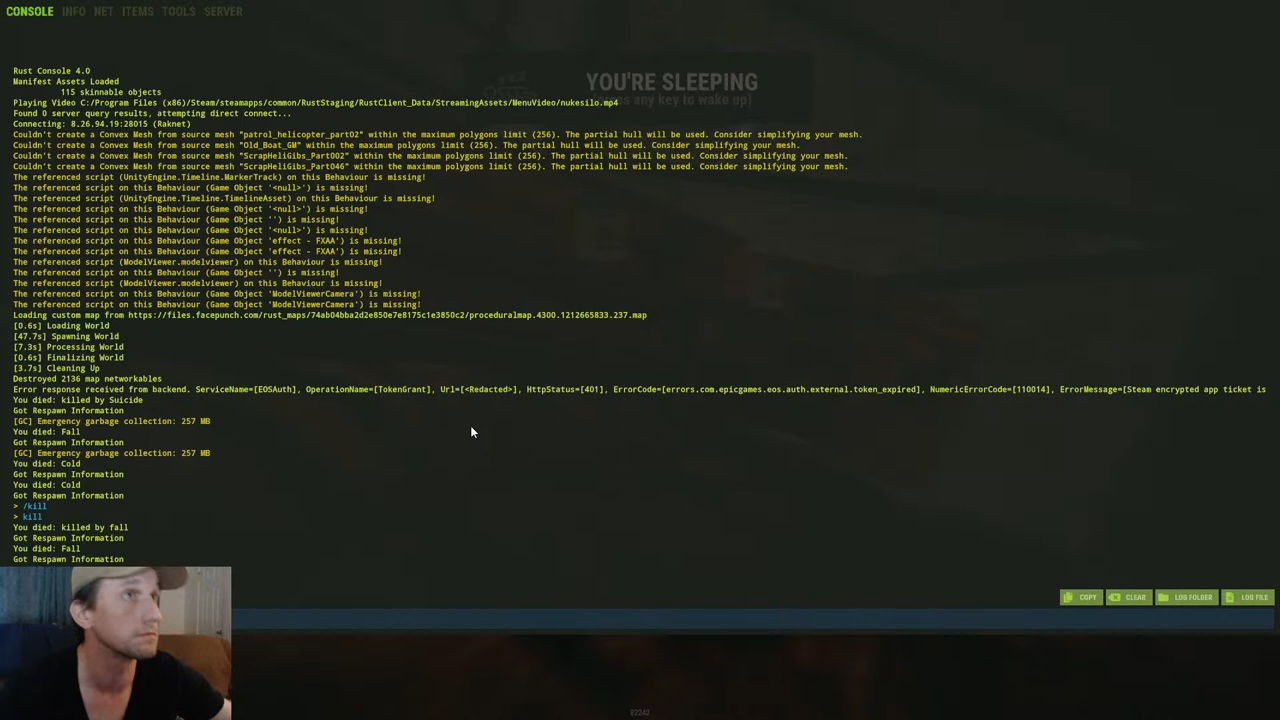 CONSOLE INFO NET ITEMS TOOLS SERVER
YOU'RE SLEEPING
(press any key to wake up)
Rust Console 4.0
Manifest Assets Loaded
115 skinnable objects
Playing Video C:/Program Files (x86)/Steam/steamapps/common/RustStaging/RustClient_Data/StreamingAssets/MenuVideo/nukesilo.mp4
Found 0 server query results, attempting direct connect...
Connecting: 8.26.94.19:28015 (Raknet)
Couldn't create a Convex Mesh from source mesh "patrol_helicopter_part02" within the maximum polygons limit (256). The partial hull will be used. Consider simplifying your mesh.
Couldn't create a Convex Mesh from source mesh "Old_Boat_GM" within the maximum polygons limit (256). The partial hull will be used. Consider simplifying your mesh.
Couldn't create a Convex Mesh from source mesh "ScrapHeliGibs_Part002" within the maximum polygons limit (256). The partial hull will be used. Consider simplifying your mesh.
Couldn't create a Convex Mesh from source mesh "ScrapHeliGibs_Part046" within the maximum polygons limit (256). The partial hull will be used. Consider simplifying your mesh.
The referenced script (UnityEngine.Timeline.MarkerTrack) on this Behaviour is missing!
The referenced script on this Behaviour (Game Object '<null>') is missing!
The referenced script (UnityEngine.Timeline.TimelineAsset) on this Behaviour is missing!
The referenced script on this Behaviour (Game Object '<null>') is missing!
The referenced script on this Behaviour (Game Object '') is missing!
The referenced script on this Behaviour (Game Object '<null>') is missing!
The referenced script on this Behaviour (Game Object 'effect - FXAA') is missing!
The referenced script on this Behaviour (Game Object 'effect - FXAA') is missing!
The referenced script (ModelViewer.modelviewer) on this Behaviour is missing!
The referenced script on this Behaviour (Game Object '') is missing!
The referenced script (ModelViewer.modelviewer) on this Behaviour is missing!
The referenced script on this Behaviour (Game Object 'ModelViewerCamera') is missing!
The referenced script on this Behaviour (Game Object 'ModelViewerCamera') is missing!
Loading custom map from https://files.facepunch.com/rust_maps/74ab04bba2d2e850e7e8175c1e3850c2/proceduralmap.4300.1212665833.237.map
[0.6s] Loading World
[47.7s] Spawning World
[7.3s] Processing World
[0.6s] Finalizing World
[3.7s] Cleaning Up
Destroyed 2136 map networkables
Error response received from backend. ServiceName=[EOSAuth], OperationName=[TokenGrant], Url=[<Redacted>], HttpStatus=[401], ErrorCode=[errors.com.epicgames.eos.auth.external.token_expired], NumericErrorCode=[110014], ErrorMessage=[Steam encrypted app ticket is
You died: killed by Suicide
Got Respawn Information
[GC] Emergency garbage collection: 257 MB
You died: Fall
Got Respawn Information
[GC] Emergency garbage collection: 257 MB
You died: Cold
Got Respawn Information
You died: Cold
Got Respawn Information
> /kill
> kill
You died: killed by fall
Got Respawn Information
You died: Fall
Got Respawn Information
COPY CLEAR LOG FOLDER LOG FILE